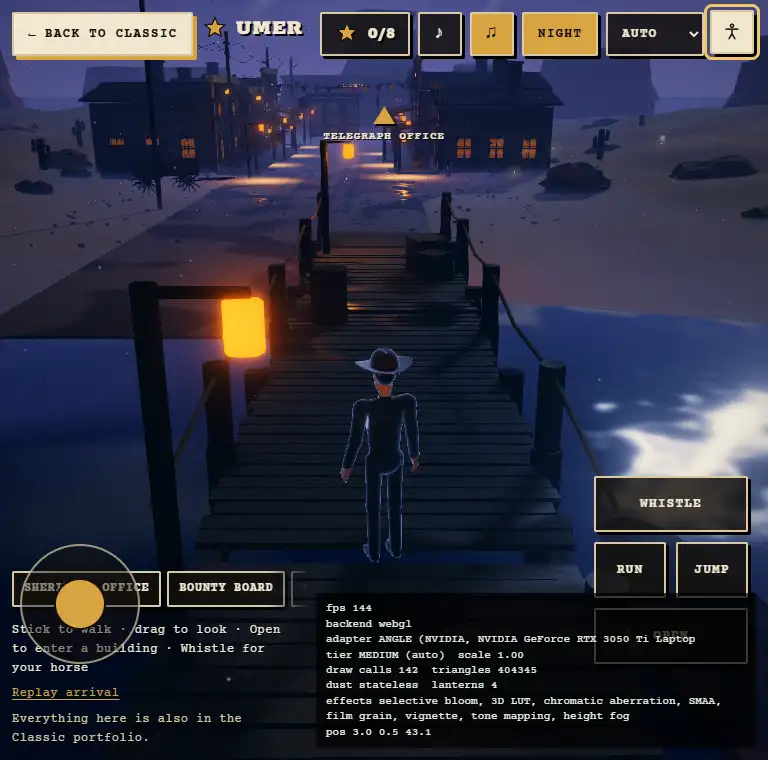 ← BACK TO CLASSIC
UMER
0/8
NIGHT
AUTO
TELEGRAPH OFFICE
WHISTLE
RUN
JUMP
OPEN
SHERIFF OFFICE
BOUNTY BOARD
Stick to walk · drag to look · Open
to enter a building · Whistle for
your horse
Replay arrival
Everything here is also in the
Classic portfolio.
fps 144
backend webgl
adapter ANGLE (NVIDIA, NVIDIA GeForce RTX 3050 Ti Laptop
tier MEDIUM (auto) scale 1.00
draw calls 142 triangles 404345
dust stateless lanterns 4
effects selective bloom, 3D LUT, chromatic aberration, SMAA,
film grain, vignette, tone mapping, height fog
pos 3.0 0.5 43.1